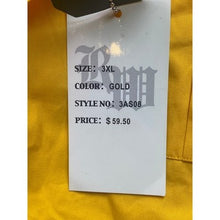 SIZE: 3XL
COLOR: GOLD
STYLE NO: 3AS08
PRICE: $59.50